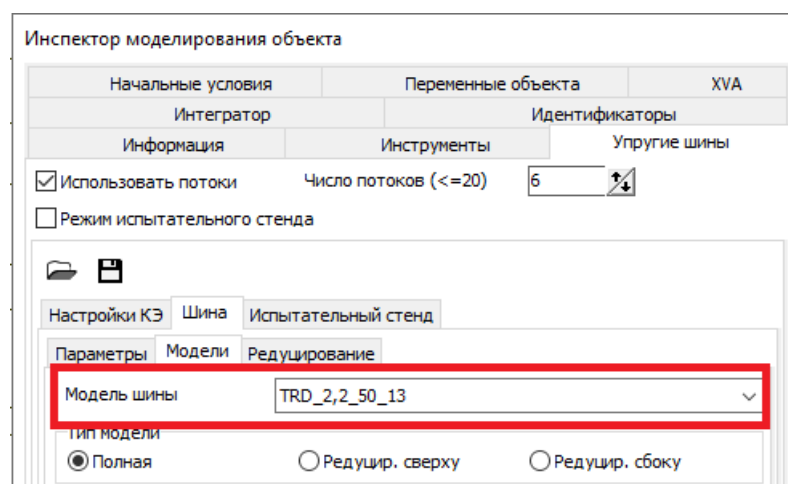 Инспектор моделирования объекта
Начальные условия Переменные объекта XVA
Интегратор Идентификаторы
Информация Инструменты Упругие шины
Использовать потоки Число потоков (<=20) 6
Режим испытательного стенда
Настройки КЭ Шина Испытательный стенд
Параметры Модели Редуцирование
Модель шины TRD_2,2_50_13
Тип модели
Полная Редуцир. сверху Редуцир. сбоку